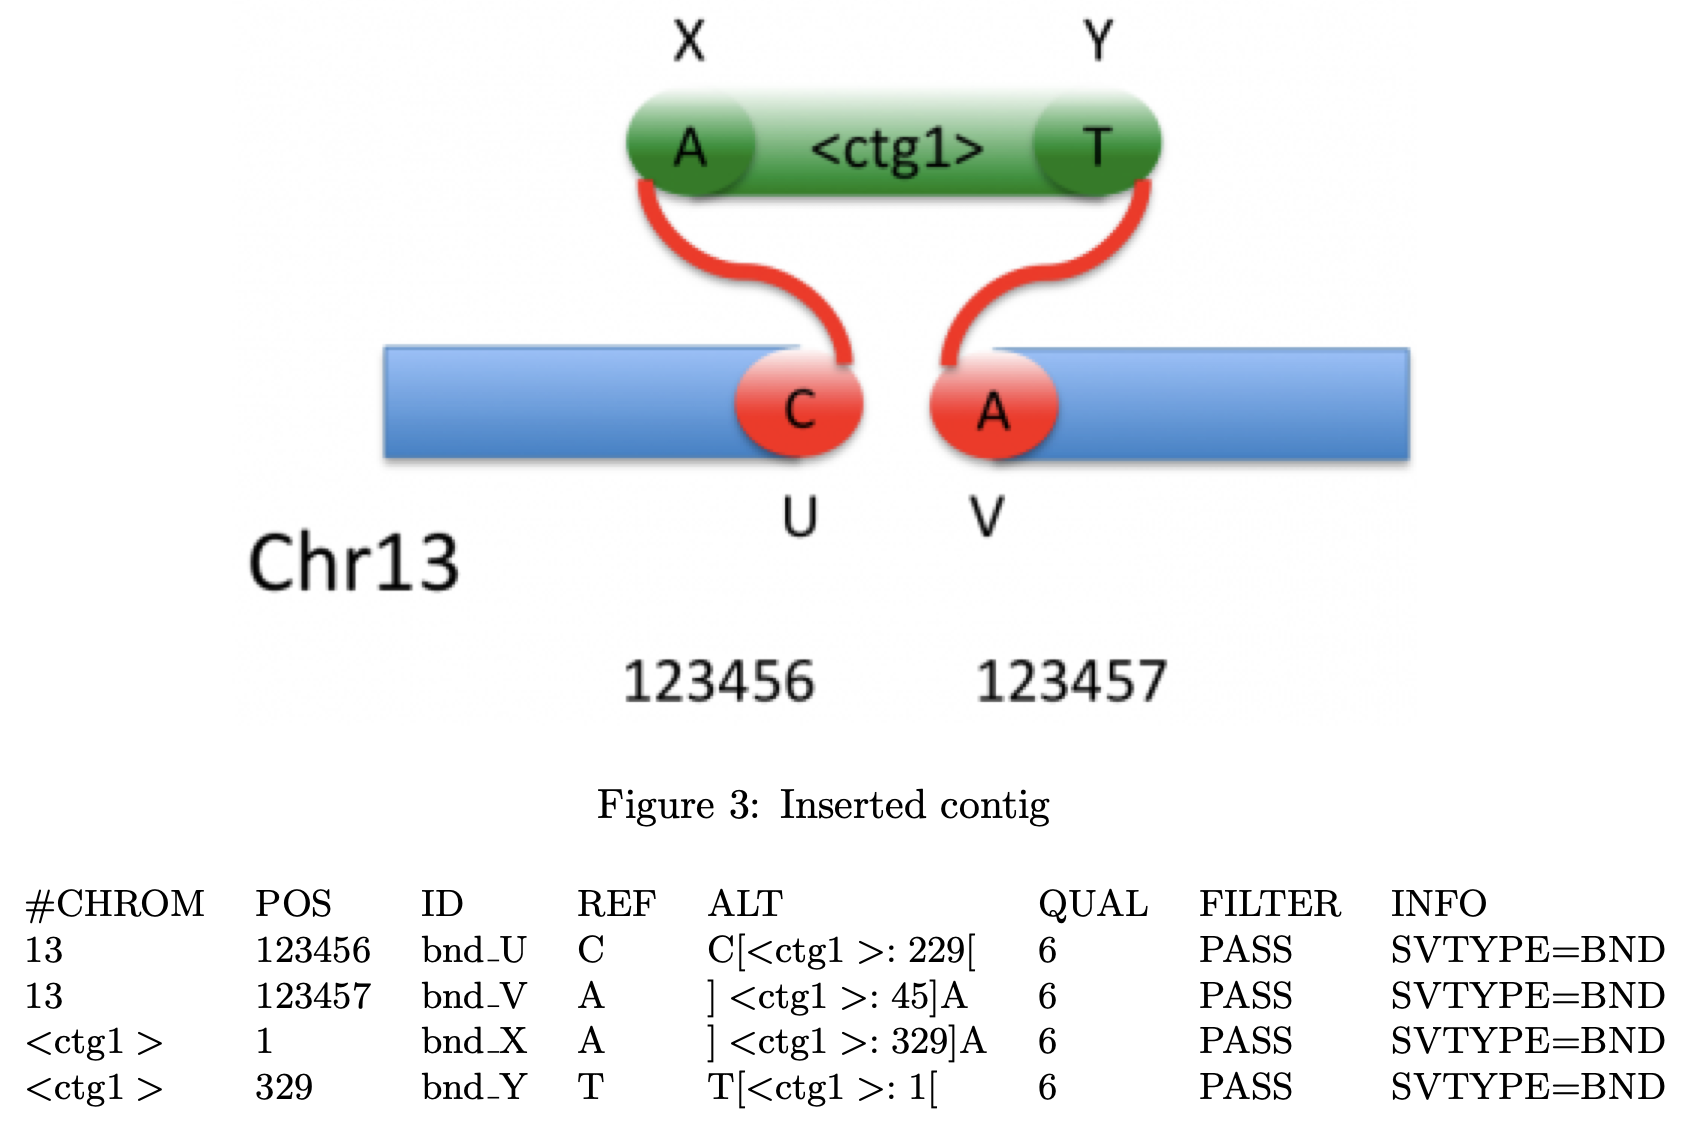 X Y
A <ctg1> T
C A
U V
Chr13
123456 123457
Figure 3: Inserted contig
#CHROM POS ID REF ALT QUAL FILTER INFO
13 123456 bnd_U C C[<ctg1 >: 229[ 6 PASS SVTYPE=BND
13 123457 bnd_V A ] <ctg1 >: 45]A 6 PASS SVTYPE=BND
<ctg1 > 1 bnd_X A ] <ctg1 >: 329]A 6 PASS SVTYPE=BND
<ctg1 > 329 bnd_Y T T[<ctg1 >: 1[ 6 PASS SVTYPE=BND